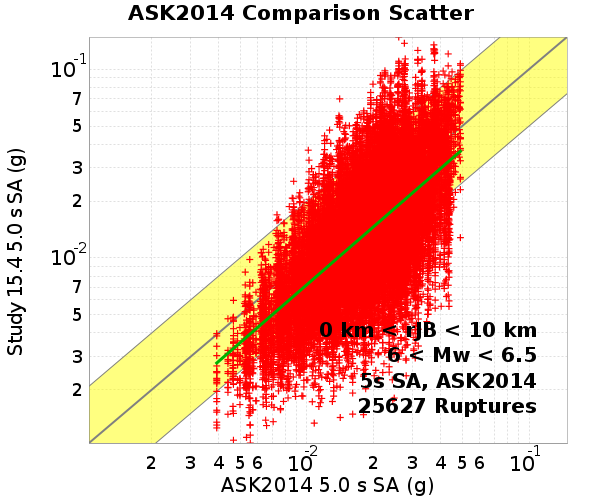 ASK2014 Comparison Scatter
Study 15.4 5.0 s SA (g)
10-1
7
5
3
2
10-2
7
5
3
2
0 km < rJB < 10 km
6 < Mw < 6.5
5s SA, ASK2014
25627 Ruptures
2 3 4 5 6 10-2 2 3 4 5 6 10-1
ASK2014 5.0 s SA (g)